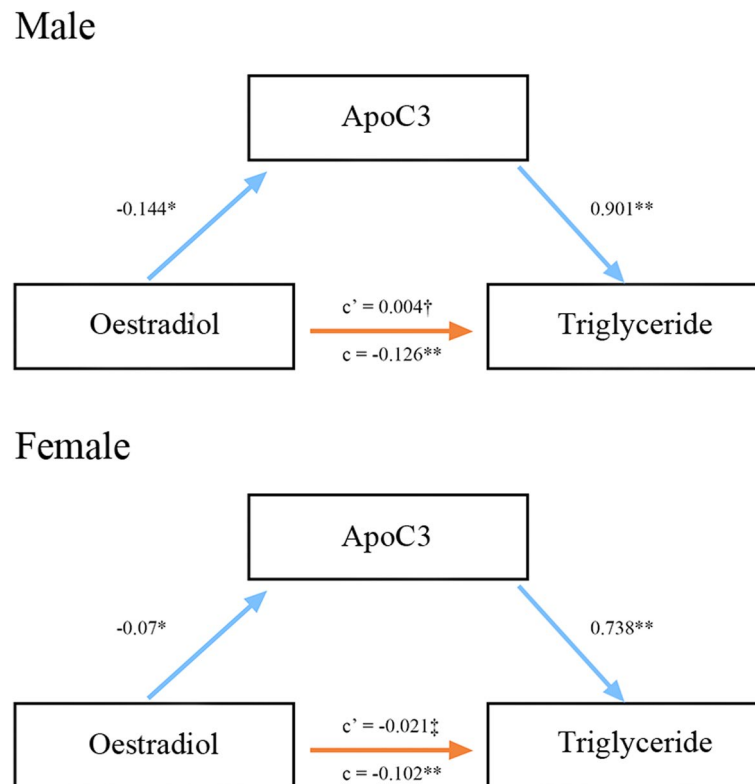 Male
ApoC3
-0.144*
0.901**
Oestradiol
c’ = 0.004†
c = -0.126**
Triglyceride
Female
ApoC3
-0.07*
0.738**
Oestradiol
c’ = -0.021‡
c = -0.102**
Triglyceride